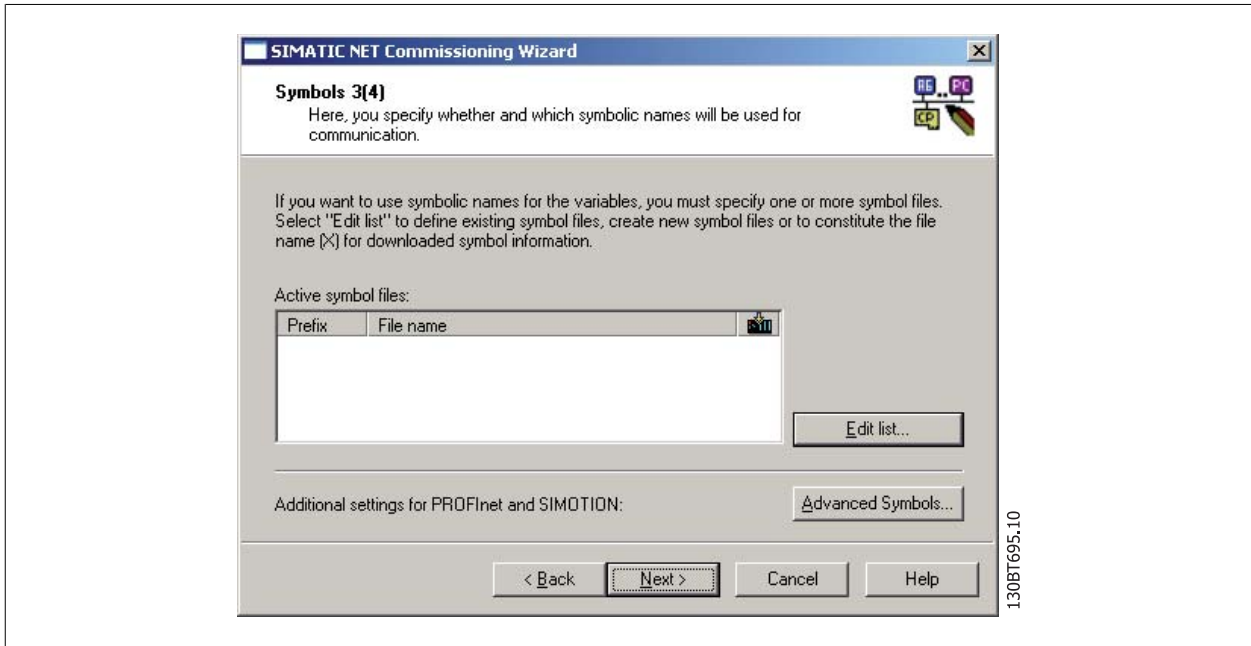 SIMATIC NET Commissioning Wizard
Symbols 3(4)
Here, you specify whether and which symbolic names will be used for
communication.
AG
PC
CP
If you want to use symbolic names for the variables, you must specify one or more symbol files.
Select "Edit list" to define existing symbol files, create new symbol files or to constitute the file
name (X) for downloaded symbol information.
Active symbol files:
Prefix File name
Edit list...
Additional settings for PROFInet and SIMOTION:
Advanced Symbols...
< Back Next > Cancel Help
130BT695.10